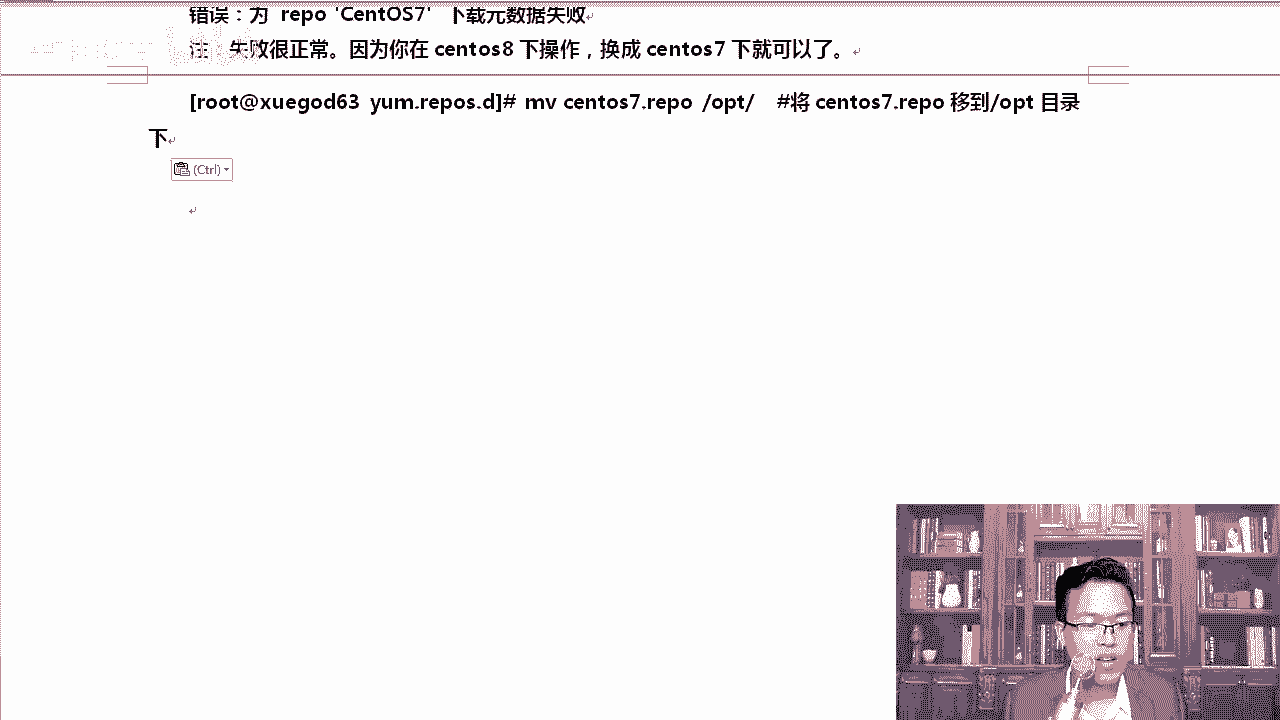 错误：为 repo 'CentOS7' 下载元数据失败
注：失败很正常。因为你在 centos8 下操作，换成 centos7 下就可以了。
[root@xuegod63 yum.repos.d]# mv centos7.repo /opt/ #将 centos7.repo 移到/opt 目录
下
(Ctrl)